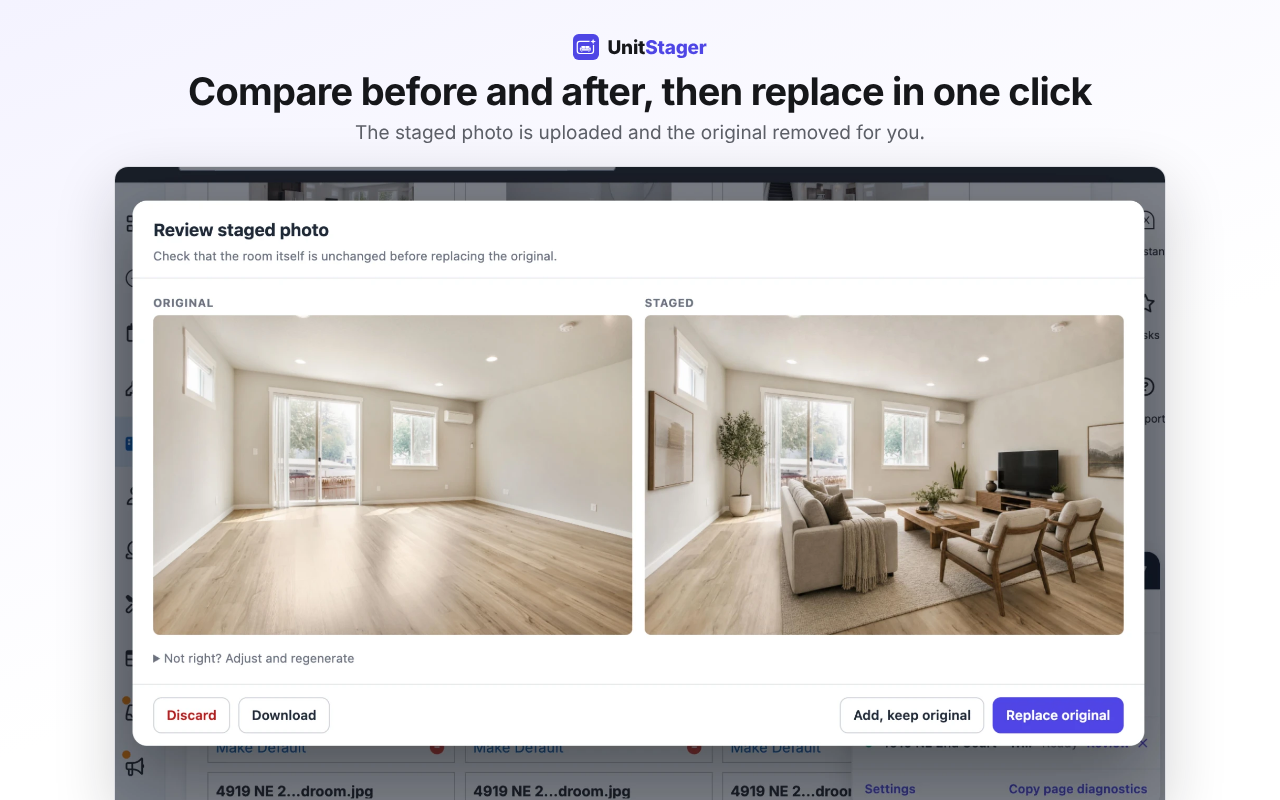 UnitStager
Compare before and after, then replace in one click
The staged photo is uploaded and the original removed for you.
Review staged photo
Check that the room itself is unchanged before replacing the original.
ORIGINAL
STAGED
Not right? Adjust and regenerate
Discard
Download
Add, keep original
Replace original
Make Default
Make Default
Make Default
4919 NE 2...droom.jpg
4919 NE 2...droom.jpg
4919 NE 2...droom.jpg
Settings
Copy page diagnostics